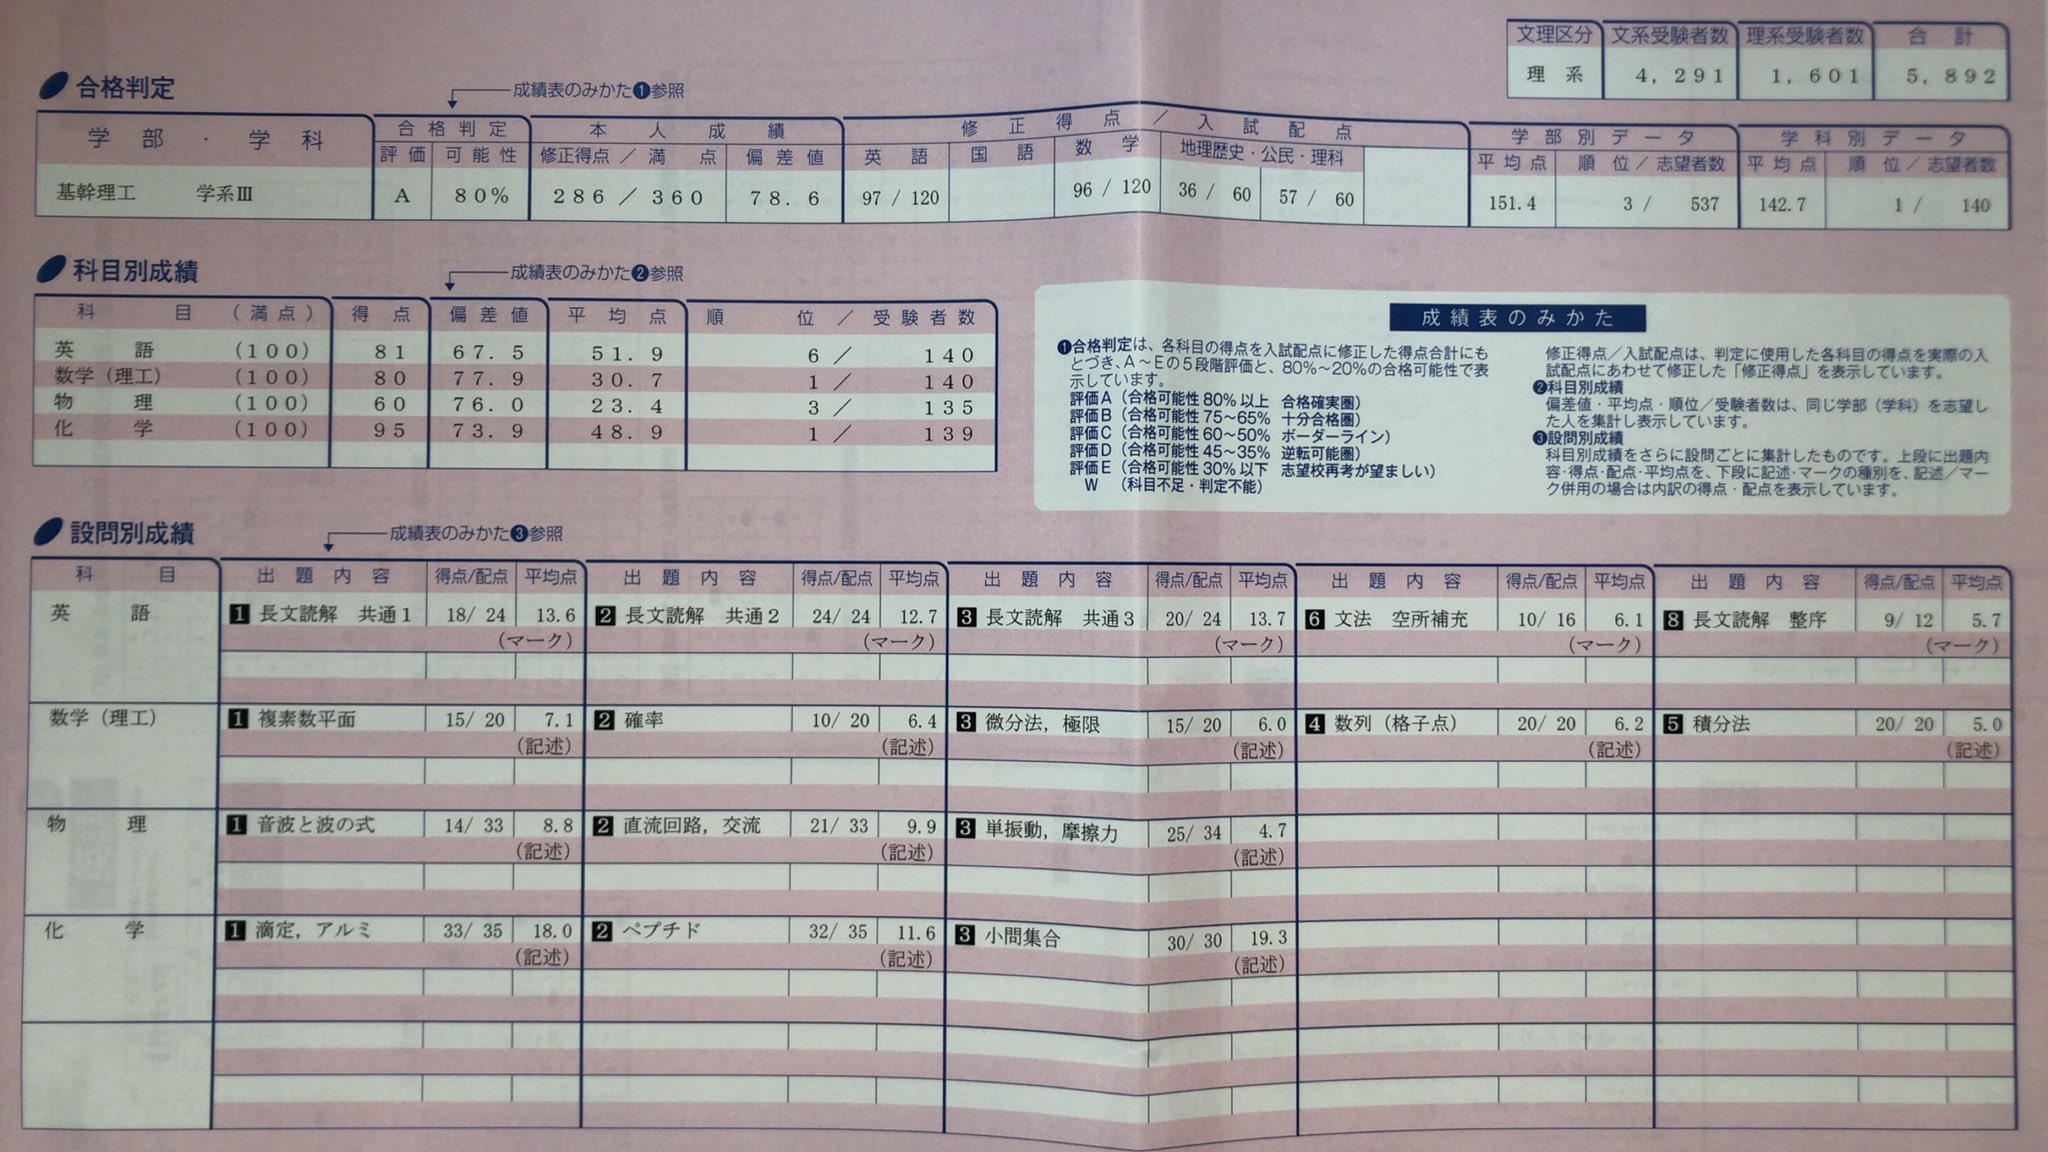 文理区分 文系受験者数 理系受験者数 合計
理系 4,291 1,601 5,892
合格判定
成績表のみかた❶参照
学部・学科 合格判定 本人成績 修正得点/入試配点 学部別データ 学科別データ
評価 可能性 修正得点/満点 偏差値 英語 国語 数学 地理歴史・公民・理科 平均点 順位/志望者数 平均点 順位/志望者数
基幹理工 学系Ⅲ A 80% 286/360 78.6 97/120 96/120 36/60 57/60 151.4 3/537 142.7 1/140
科目別成績
成績表のみかた❷参照
科目(満点) 得点 偏差値 平均点 順位/受験者数
英語 (100) 81 67.5 51.9 6/140
数学(理工) (100) 80 77.9 30.7 1/140
物理 (100) 60 76.0 23.4 3/135
化学 (100) 95 73.9 48.9 1/139
成績表のみかた
❶合格判定は、各科目の得点を入試配点に修正した得点合計にも
とづき、A～Eの5段階評価と、80%～20%の合格可能性で表
示しています。
評価A(合格可能性80%以上 合格確実圏)
評価B(合格可能性75～65% 十分合格圏)
評価C(合格可能性60～50% ボーダーライン)
評価D(合格可能性45～35% 逆転可能圏)
評価E(合格可能性30%以下 志望校再考が望ましい)
W (科目不足・判定不能)
修正得点/入試配点は、判定に使用した各科目の得点を実際の入
試配点にあわせて修正した「修正得点」を表示しています。
❷科目別成績
偏差値・平均点・順位/受験者数は、同じ学部(学科)を志望し
た人を集計し表示しています。
❸設問別成績
科目別成績をさらに設問ごとに集計したものです。上段に出題内
容・得点・配点・平均点を、下段に記述・マークの種別を、記述/マー
ク併用の場合は内訳の得点・配点を表示しています。
設問別成績
成績表のみかた❸参照
科目 出題内容 得点/配点 平均点 出題内容 得点/配点 平均点 出題内容 得点/配点 平均点 出題内容 得点/配点 平均点 出題内容 得点/配点 平均点
英語 1 長文読解 共通1 18/24 13.6 2 長文読解 共通2 24/24 12.7 3 長文読解 共通3 20/24 13.7 6 文法 空所補充 10/16 6.1 8 長文読解 整序 9/12 5.7
(マーク) (マーク) (マーク) (マーク) (マーク)
数学(理工) 1 複素数平面 15/20 7.1 2 確率 10/20 6.4 3 微分法,極限 15/20 6.0 4 数列(格子点) 20/20 6.2 5 積分法 20/20 5.0
(記述) (記述) (記述) (記述) (記述)
物理 1 音波と波の式 14/33 8.8 2 直流回路,交流 21/33 9.9 3 単振動,摩擦力 25/34 4.7
(記述) (記述) (記述)
化学 1 滴定,アルミ 33/35 18.0 2 ペプチド 32/35 11.6 3 小問集合 30/30 19.3
(記述) (記述) (記述)